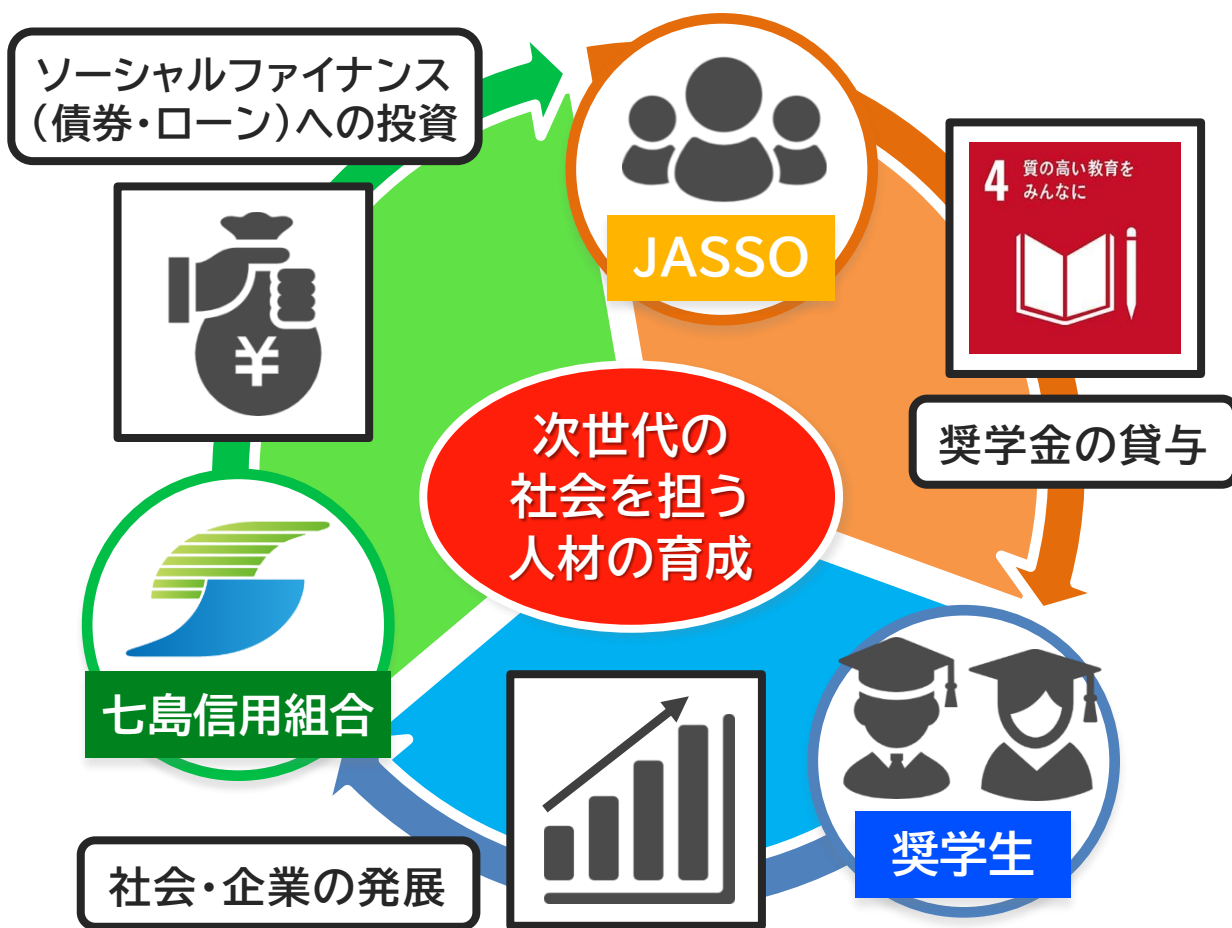 ソーシャルファイナンス
（債券・ローン）への投資
JASSO
4 質の高い教育を
みんなに
¥
奨学金の貸与
次世代の
社会を担う
人材の育成
七島信用組合
奨学生
社会・企業の発展